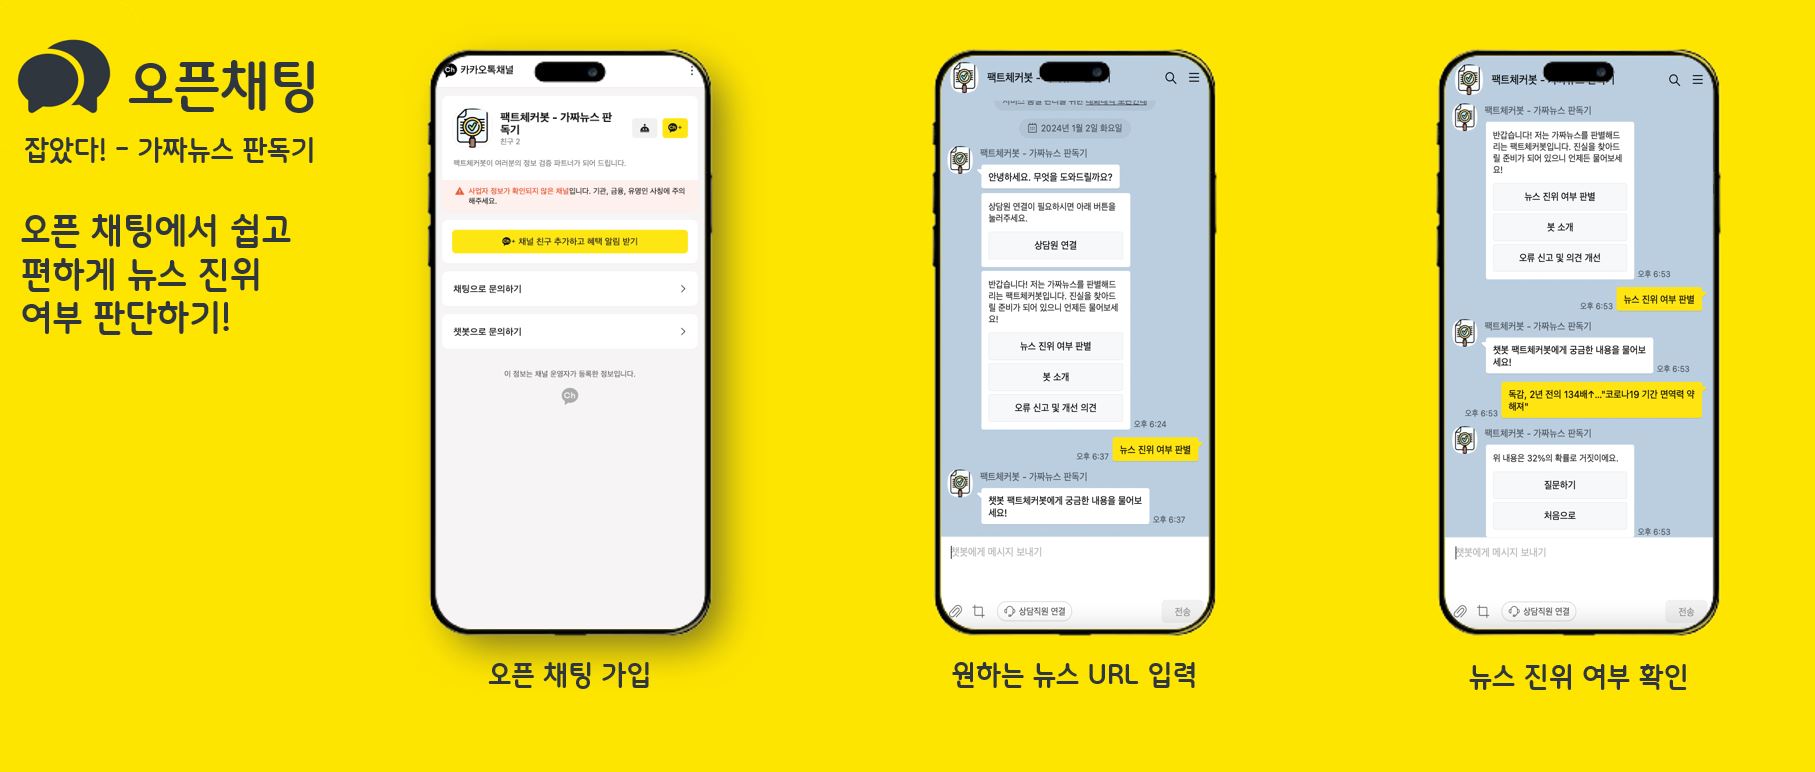 오픈채팅
잡았다! - 가짜뉴스 판독기
오픈 채팅에서 쉽고
편하게 뉴스 진위
여부 판단하기!
Ch 카카오톡채널
팩트체커봇 - 가짜뉴스 판
독기
친구 2
팩트체커봇이 여러분의 정보 검증 파트너가 되어 드립니다.
사업자 정보가 확인되지 않은 채널입니다. 기관, 금융, 유명인 사칭에 주의
해주세요.
Ch+ 채널 친구 추가하고 혜택 알림 받기
채팅으로 문의하기
챗봇으로 문의하기
이 정보는 채널 운영자가 등록한 정보입니다.
Ch
오픈 채팅 가입
팩트체커봇 -
2024년 1월 2일 화요일
팩트체커봇 - 가짜뉴스 판독기
안녕하세요. 무엇을 도와드릴까요?
상담원 연결이 필요하시면 아래 버튼을
눌러주세요.
상담원 연결
반갑습니다! 저는 가짜뉴스를 판별해드
리는 팩트체커봇입니다. 진실을 찾아드
릴 준비가 되어 있으니 언제든 물어보세
요!
뉴스 진위 여부 판별
봇 소개
오류 신고 및 개선 의견
오후 6:24
뉴스 진위 여부 판별
오후 6:37
팩트체커봇 - 가짜뉴스 판독기
챗봇 팩트체커봇에게 궁금한 내용을 물어보
세요!
오후 6:37
챗봇에게 메시지 보내기
상담직원 연결
전송
원하는 뉴스 URL 입력
팩트체커봇 -
팩트체커봇 - 가짜뉴스 판독기
반갑습니다! 저는 가짜뉴스를 판별해드
리는 팩트체커봇입니다. 진실을 찾아드
릴 준비가 되어 있으니 언제든 물어보세
요!
뉴스 진위 여부 판별
봇 소개
오류 신고 및 의견 개선
오후 6:53
뉴스 진위 여부 판별
오후 6:53
팩트체커봇 - 가짜뉴스 판독기
챗봇 팩트체커봇에게 궁금한 내용을 물어보
세요!
오후 6:53
독감, 2년 전의 134배↑..."코로나19 기간 면역력 약
해져"
오후 6:53
팩트체커봇 - 가짜뉴스 판독기
위 내용은 32%의 확률로 거짓이에요.
질문하기
처음으로
오후 6:53
챗봇에게 메시지 보내기
상담직원 연결
전송
뉴스 진위 여부 확인